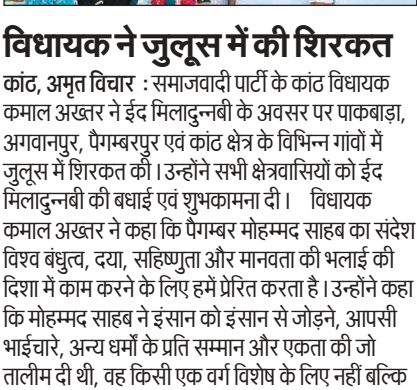 विधायक ने जुलूस में की शिरकत
कांठ, अमृत विचार : समाजवादी पार्टी के कांठ विधायक
कमाल अख्तर ने ईद मिलादुन्नबी के अवसर पर पाकबाड़ा,
अगवानपुर, पैगम्बरपुर एवं कांठ क्षेत्र के विभिन्न गांवों में
जुलूस में शिरकत की। उन्होंने सभी क्षेत्रवासियों को ईद
मिलादुन्नबी की बधाई एवं शुभकामना दी। विधायक
कमाल अख्तर ने कहा कि पैगम्बर मोहम्मद साहब का संदेश
विश्व बंधुत्व, दया, सहिष्णुता और मानवता की भलाई की
दिशा में काम करने के लिए हमें प्रेरित करता है। उन्होंने कहा
कि मोहम्मद साहब ने इंसान को इंसान से जोड़ने, आपसी
भाईचारे, अन्य धर्मों के प्रति सम्मान और एकता की जो
तालीम दी थी, वह किसी एक वर्ग विशेष के लिए नहीं बल्कि